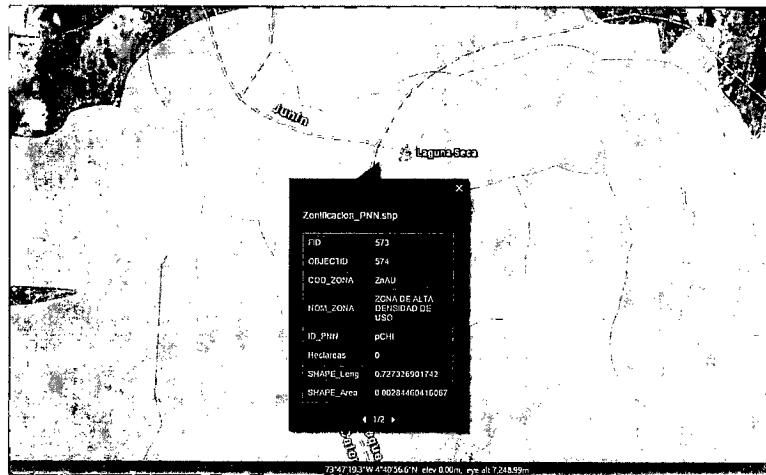 Junín
Laguna Seca
Zonificacion_PNN.shp
FID 573
OBJECTID 574
COD_ZONA ZnAU
NOM_ZONA ZONA DE ALTA DENSIDAD DE USO
ID_PNN pCHI
Hectareas 0
SHAPE_Leng 0.727326901742
SHAPE_Area 0.00284460416067
1/2
73°47'19.3"W 4°40'56.6"N elev 0.00m, eye alt 7,248.99m